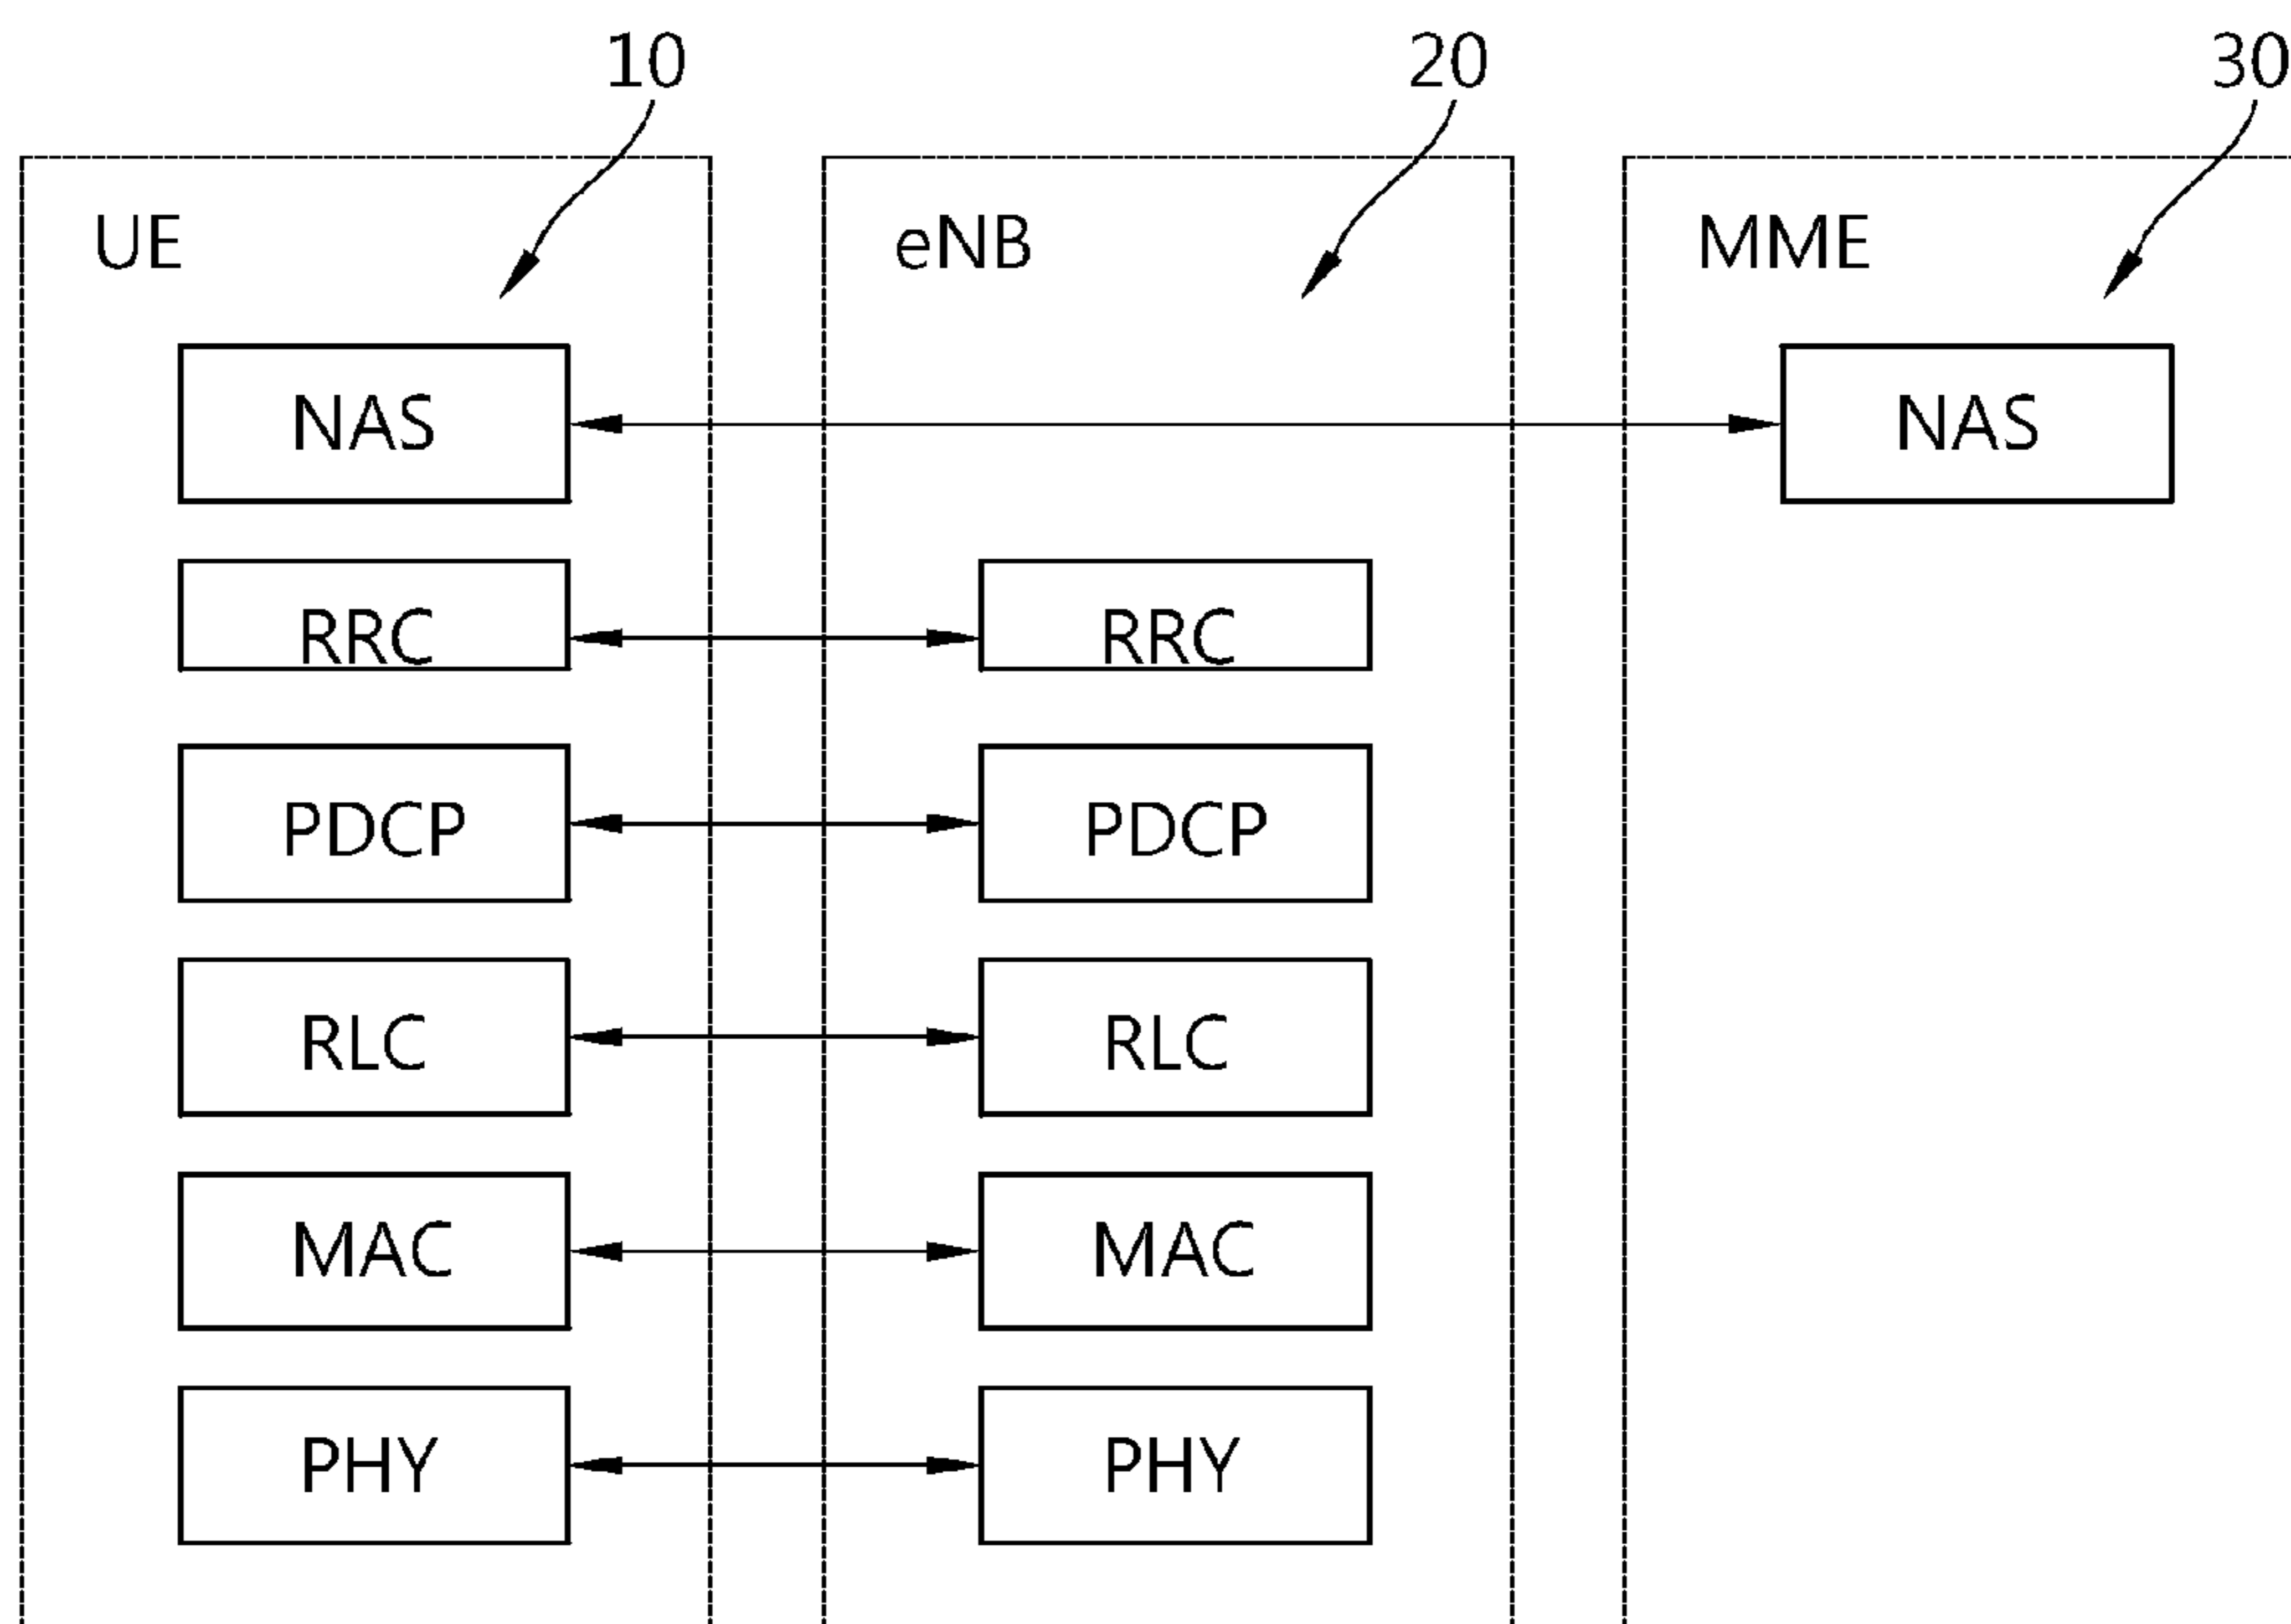 10 20 30
UE eNB MME
NAS NAS
RRC RRC
PDCP PDCP
RLC RLC
MAC MAC
PHY PHY